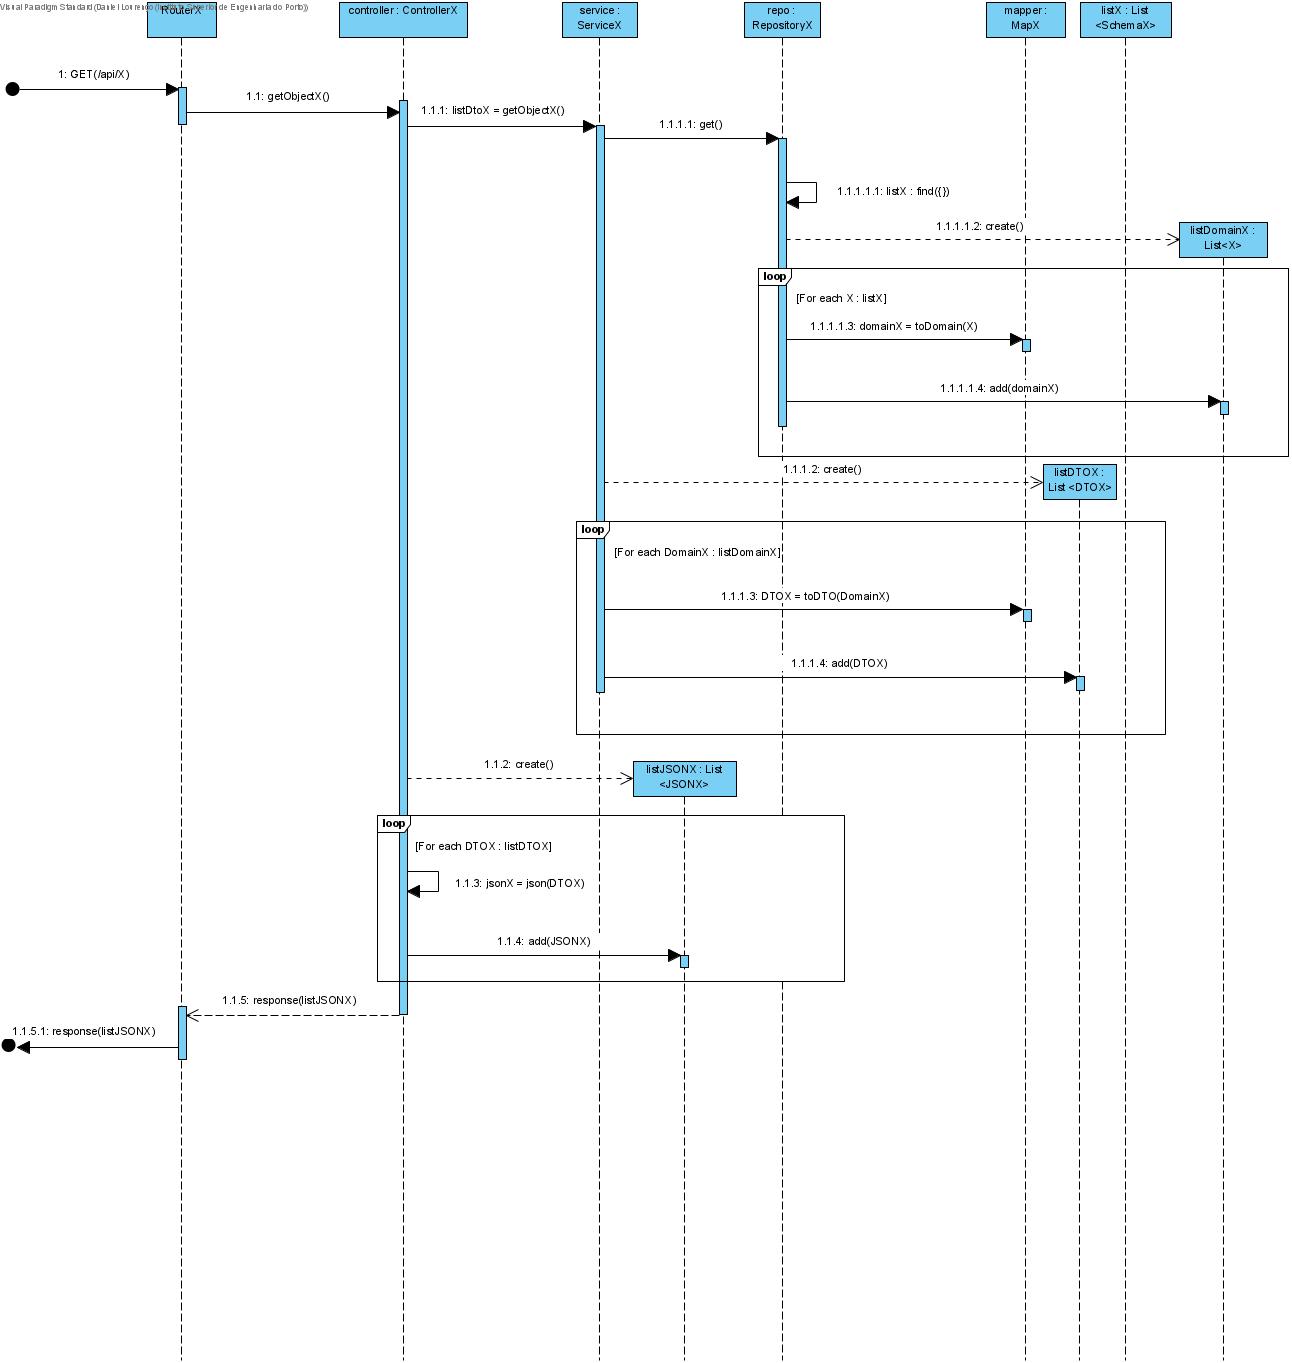 Visual Paradigm Standard (Daniel Lourenco (Instituto Superior de Engenharia do Porto))
RouterX
controller : ControllerX
service :
ServiceX
repo :
RepositoryX
mapper :
MapX
listX : List
<SchemaX>
1: GET(/api/X)
1.1: getObjectX()
1.1.1: listDtoX = getObjectX()
1.1.1.1: get()
1.1.1.1.1: listX : find({})
1.1.1.1.2: create()
listDomainX :
List<X>
loop
[For each X : listX]
1.1.1.1.3: domainX = toDomain(X)
1.1.1.1.4: add(domainX)
1.1.1.2: create()
listDTOX :
List <DTOX>
loop
[For each DomainX : listDomainX]
1.1.1.3: DTOX = toDTO(DomainX)
1.1.1.4: add(DTOX)
1.1.2: create()
listJSONX : List
<JSONX>
loop
[For each DTOX : listDTOX]
1.1.3: jsonX = json(DTOX)
1.1.4: add(JSONX)
1.1.5: response(listJSONX)
1.1.5.1: response(listJSONX)